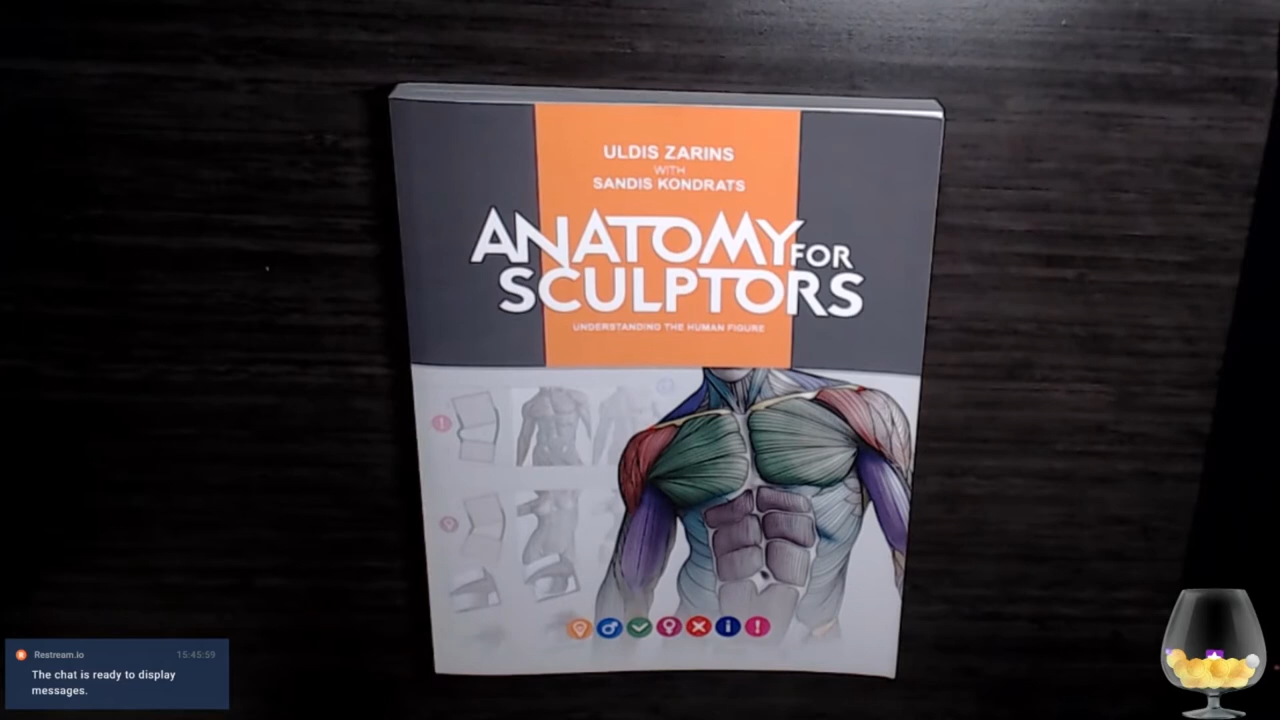 ULDIS ZARINS
WITH
SANDIS KONDRATS
ANATOMY FOR
SCULPTORS
UNDERSTANDING THE HUMAN FIGURE
Restream.io 15:45:59
The chat is ready to display
messages.